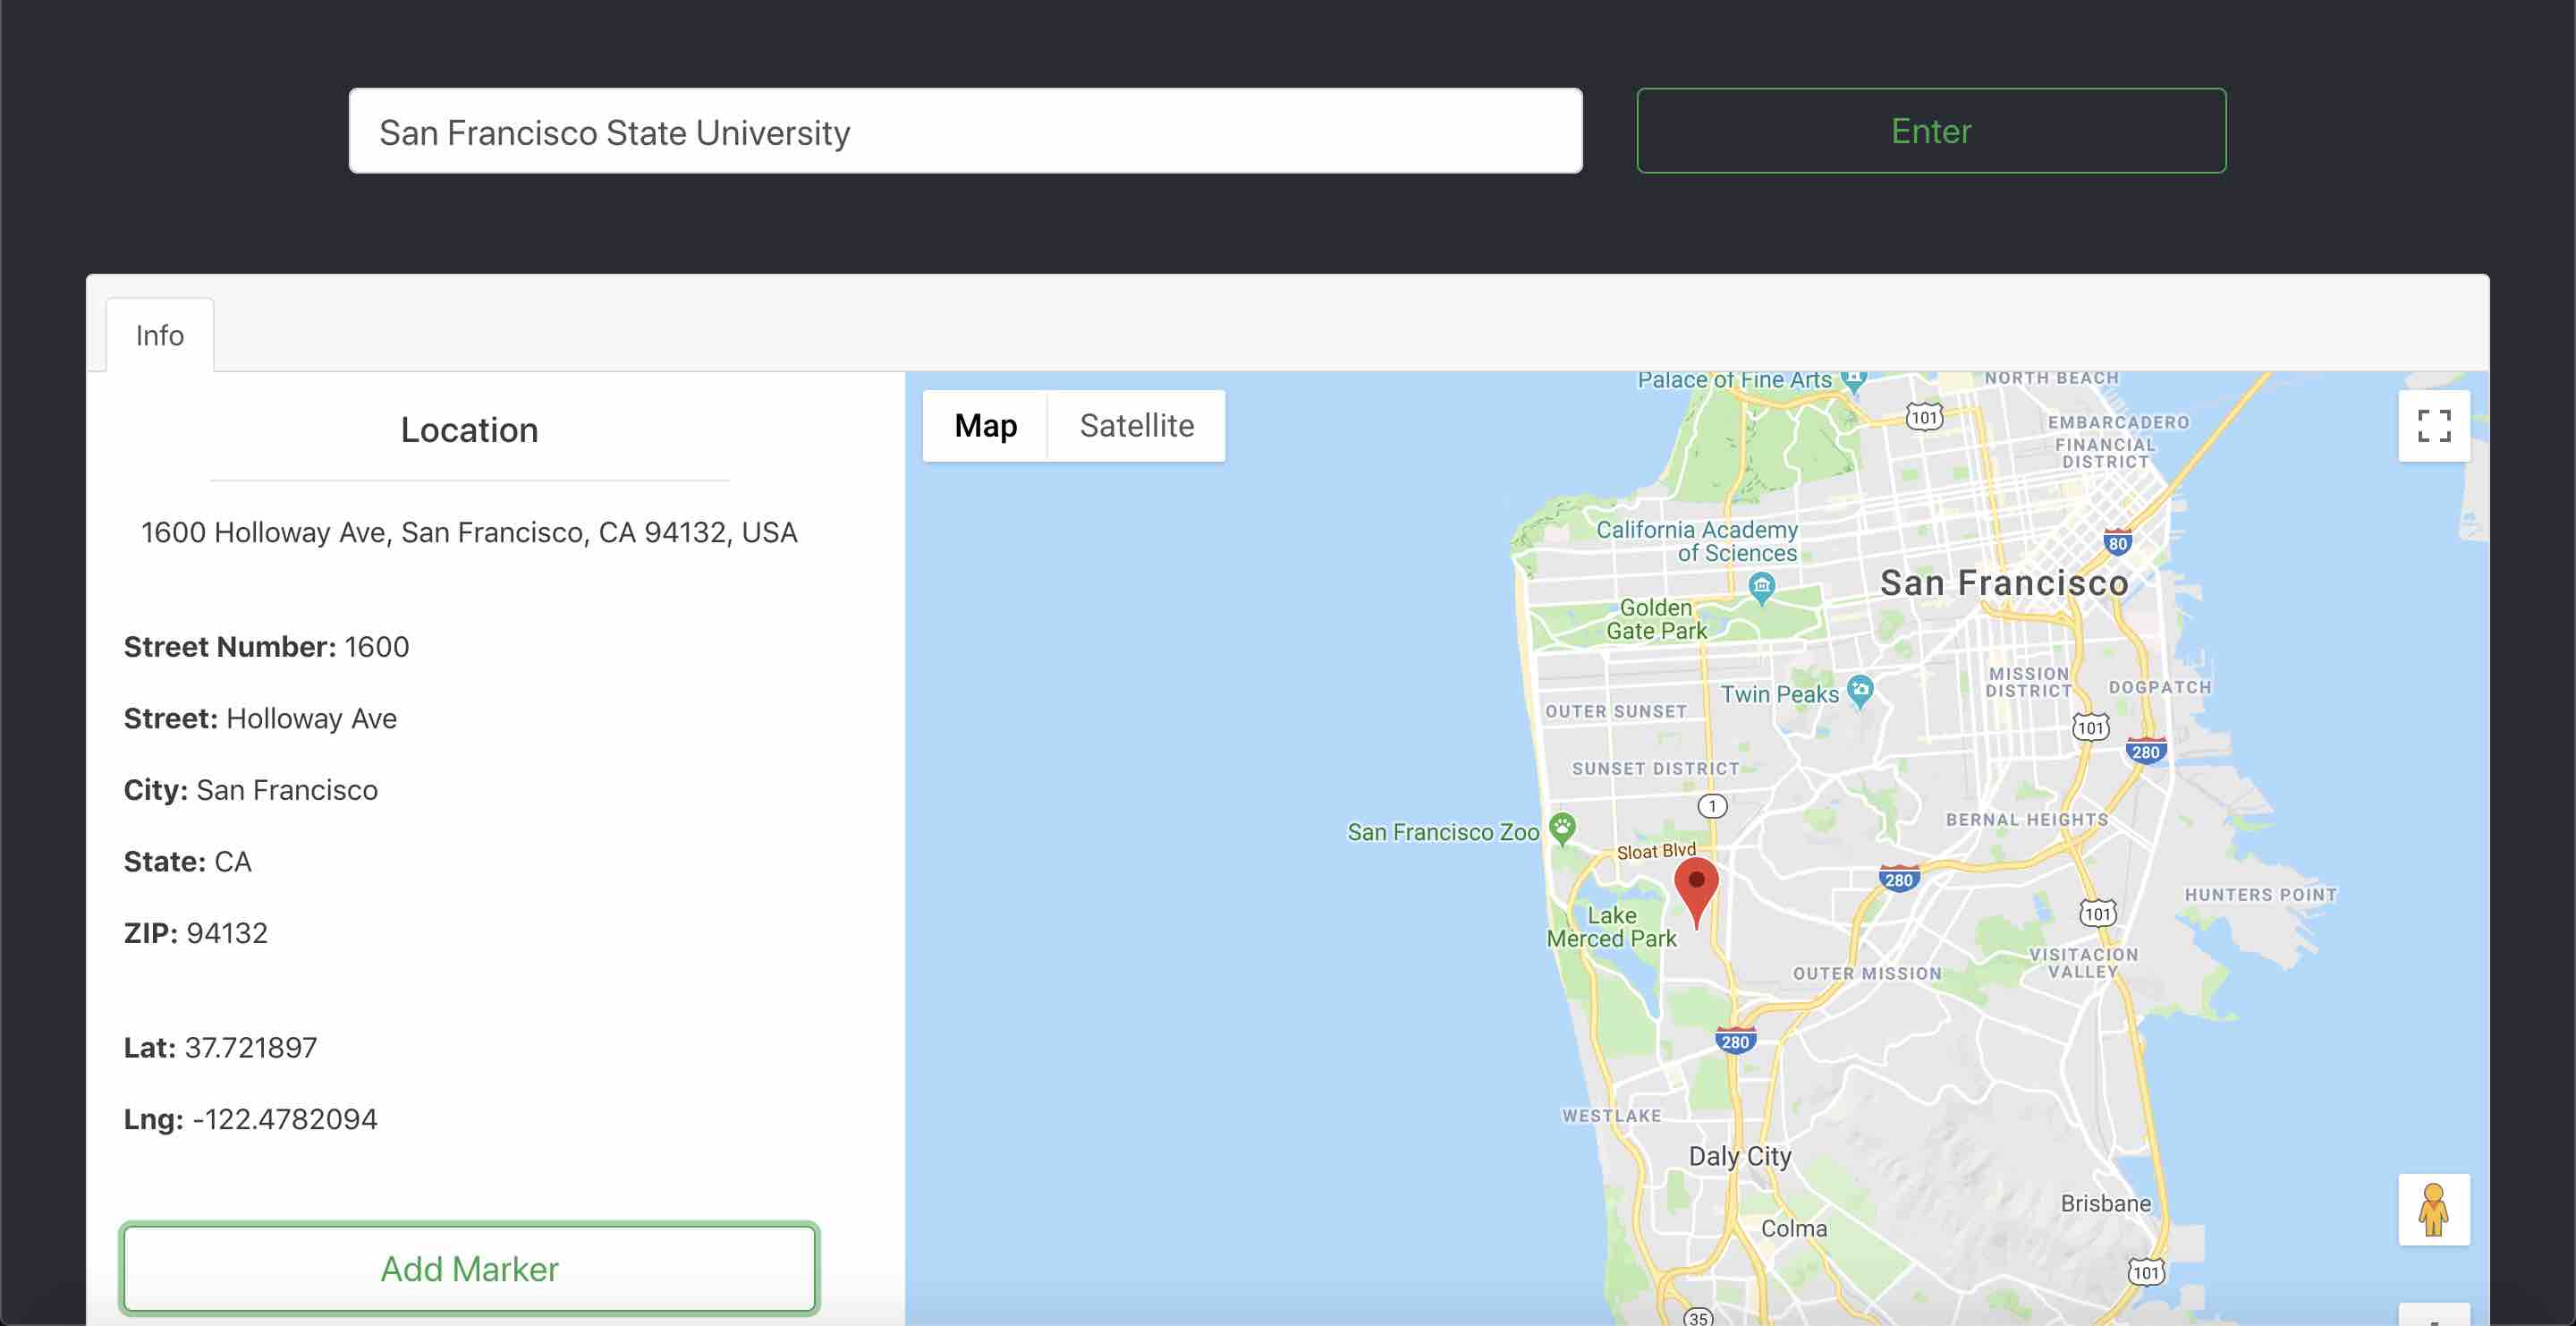 San Francisco State University
Enter
Info
Location
1600 Holloway Ave, San Francisco, CA 94132, USA
Street Number: 1600
Street: Holloway Ave
City: San Francisco
State: CA
ZIP: 94132
Lat: 37.721897
Lng: -122.4782094
Add Marker
Map
Satellite
Palace of Fine Arts
NORTH BEACH
101
EMBARCADERO
FINANCIAL
DISTRICT
California Academy
of Sciences
80
San Francisco
Golden
Gate Park
MISSION
DISTRICT
DOGPATCH
Twin Peaks
OUTER SUNSET
101
280
SUNSET DISTRICT
1
BERNAL HEIGHTS
San Francisco Zoo
Sloat Blvd
280
HUNTERS POINT
Lake
Merced Park
101
VISITACION
VALLEY
OUTER MISSION
280
WESTLAKE
Daly City
Brisbane
Colma
101
35